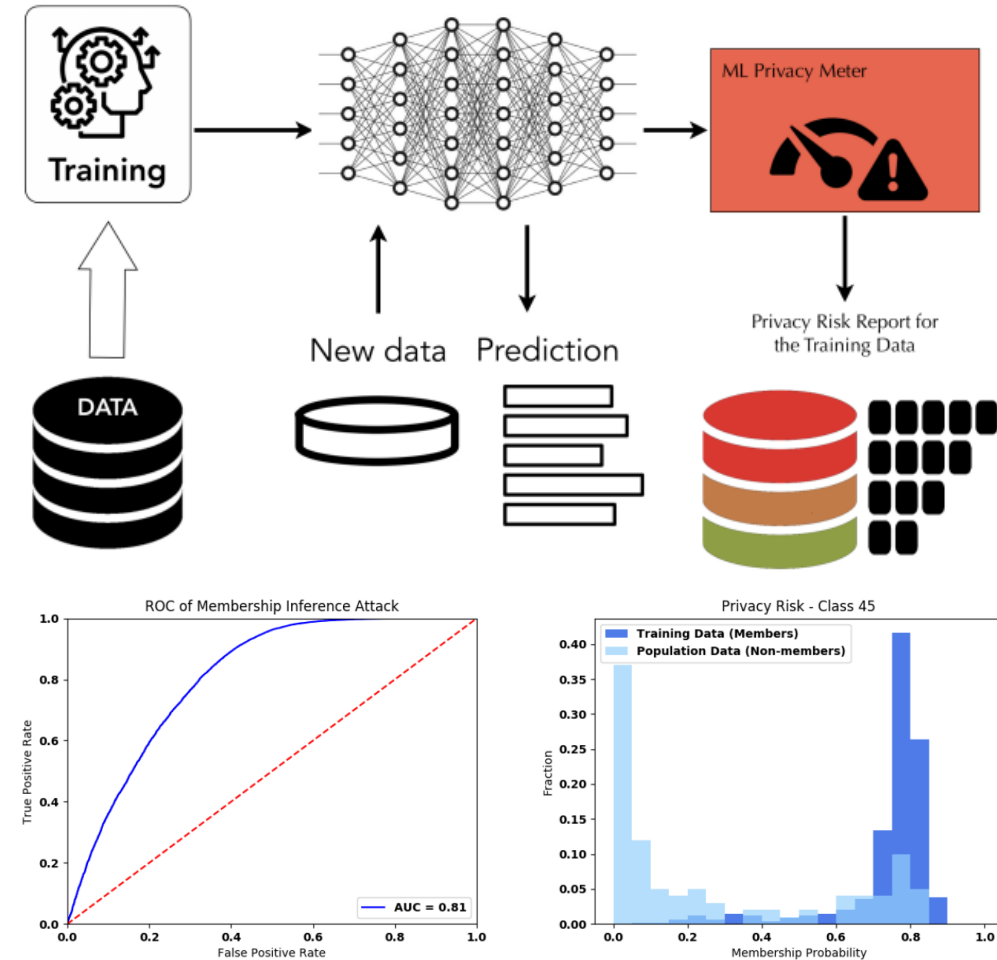 Training
ML Privacy Meter
New data
Prediction
Privacy Risk Report for
the Training Data
DATA
ROC of Membership Inference Attack
True Positive Rate
1.0
0.8
0.6
0.4
0.2
0.0
AUC = 0.81
0.0 0.2 0.4 0.6 0.8 1.0
False Positive Rate
Privacy Risk - Class 45
Fraction
0.40
0.35
0.30
0.25
0.20
0.15
0.10
0.05
0.00
Training Data (Members)
Population Data (Non-members)
0.0 0.2 0.4 0.6 0.8 1.0
Membership Probability